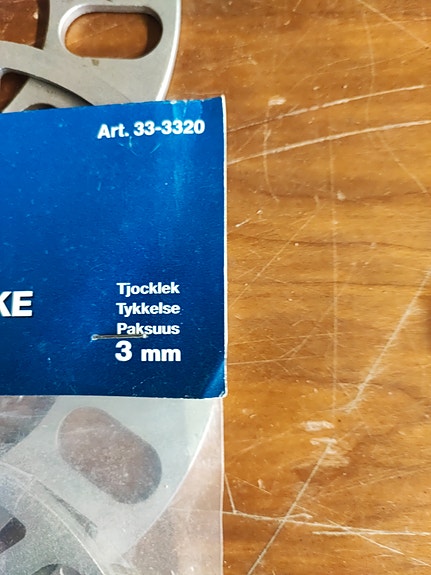 Art. 33-3320
KE
Tjocklek
Tykkelse
Paksuus
3 mm